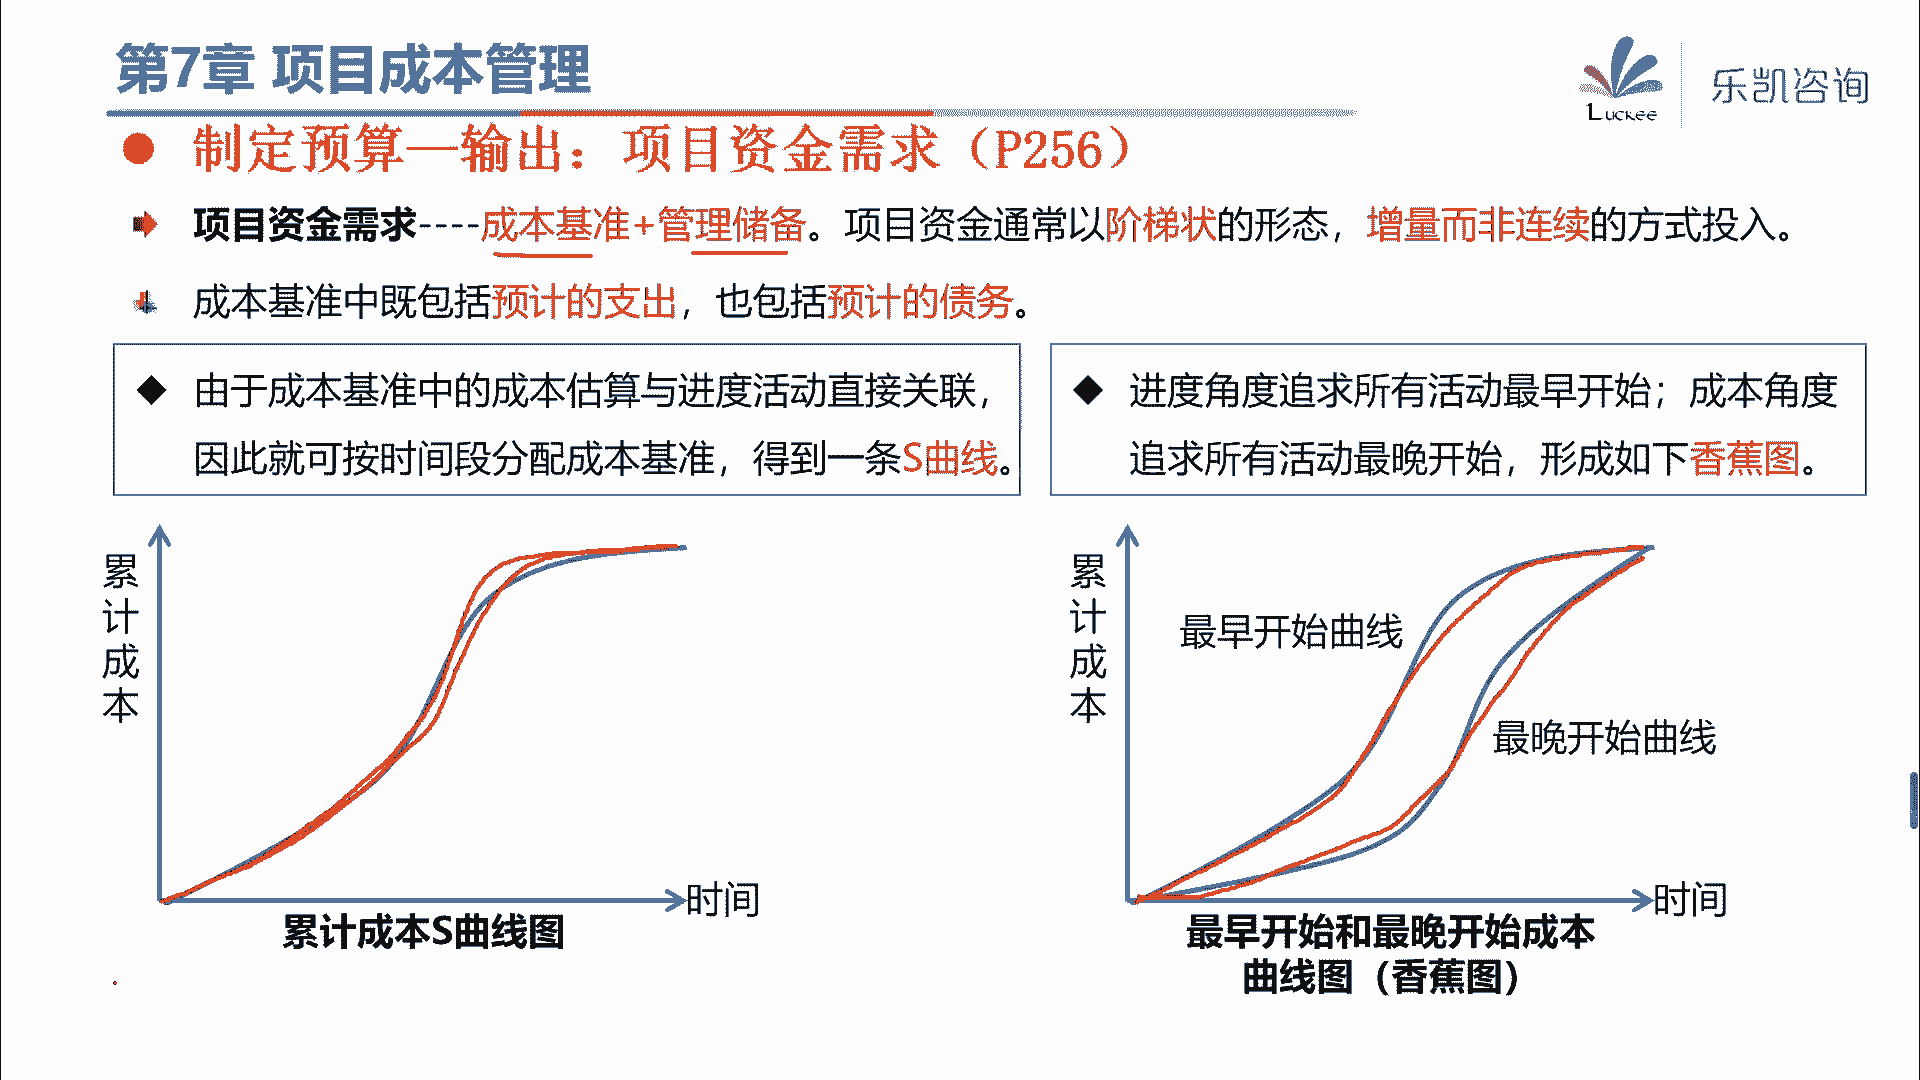 第7章 项目成本管理
Luckee
乐凯咨询
制定预算—输出：项目资金需求（P256）
项目资金需求----成本基准+管理储备。项目资金通常以阶梯状的形态，增量而非连续的方式投入。
成本基准中既包括预计的支出，也包括预计的债务。
由于成本基准中的成本估算与进度活动直接关联，
因此就可按时间段分配成本基准，得到一条S曲线。
进度角度追求所有活动最早开始；成本角度
追求所有活动最晚开始，形成如下香蕉图。
累计成本
时间
累计成本S曲线图
累计成本
最早开始曲线
最晚开始曲线
时间
最早开始和最晚开始成本
曲线图（香蕉图）